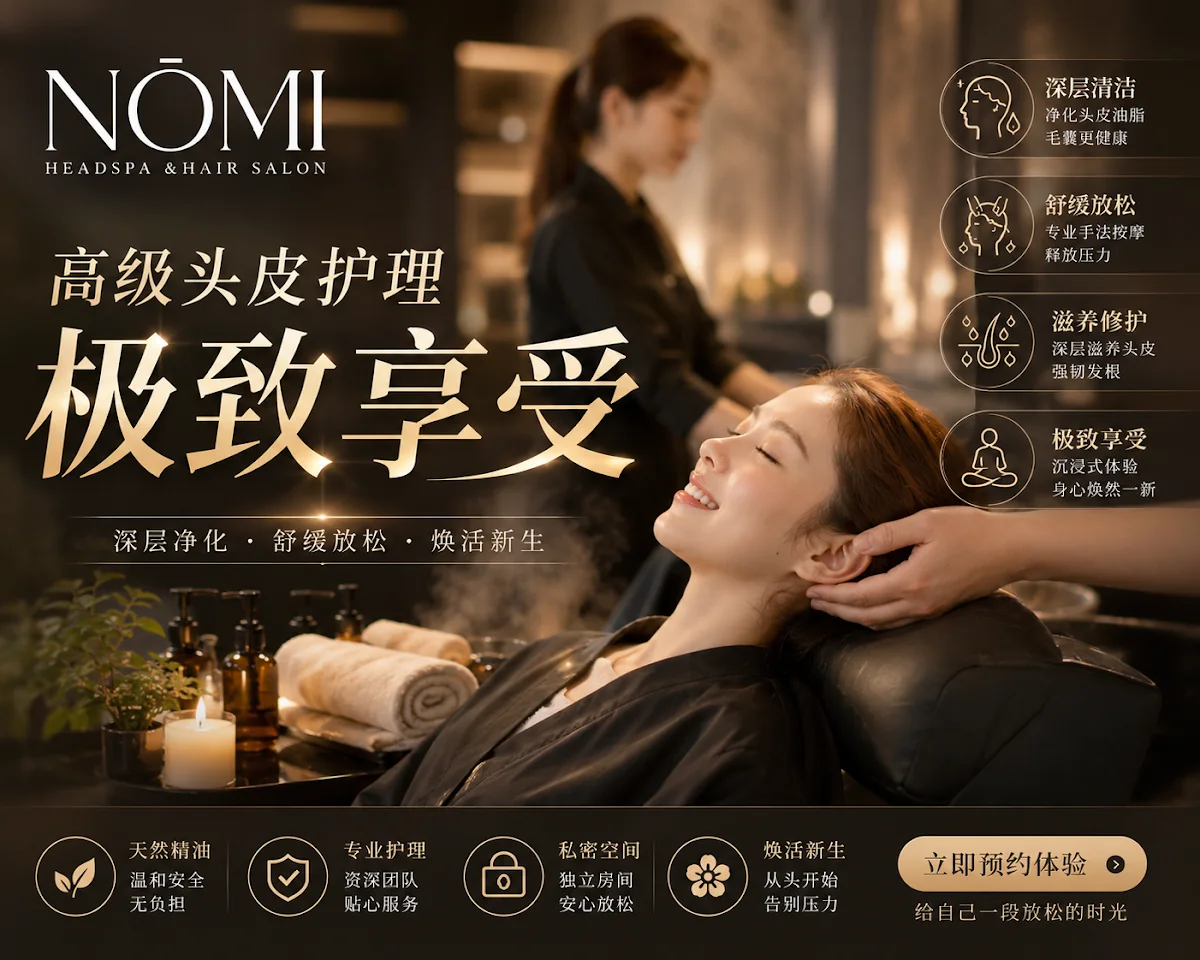 NŌMI
HEADSPA &HAIR SALON
高级头皮护理
极致享受
深层净化 · 舒缓放松 · 焕活新生
深层清洁
净化头皮油脂
毛囊更健康
舒缓放松
专业手法按摩
释放压力
滋养修护
深层滋养头皮
强韧发根
极致享受
沉浸式体验
身心焕然一新
天然精油
温和安全
无负担
专业护理
资深团队
贴心服务
私密空间
独立房间
安心放松
焕活新生
从头开始
告别压力
立即预约体验
给自己一段放松的时光